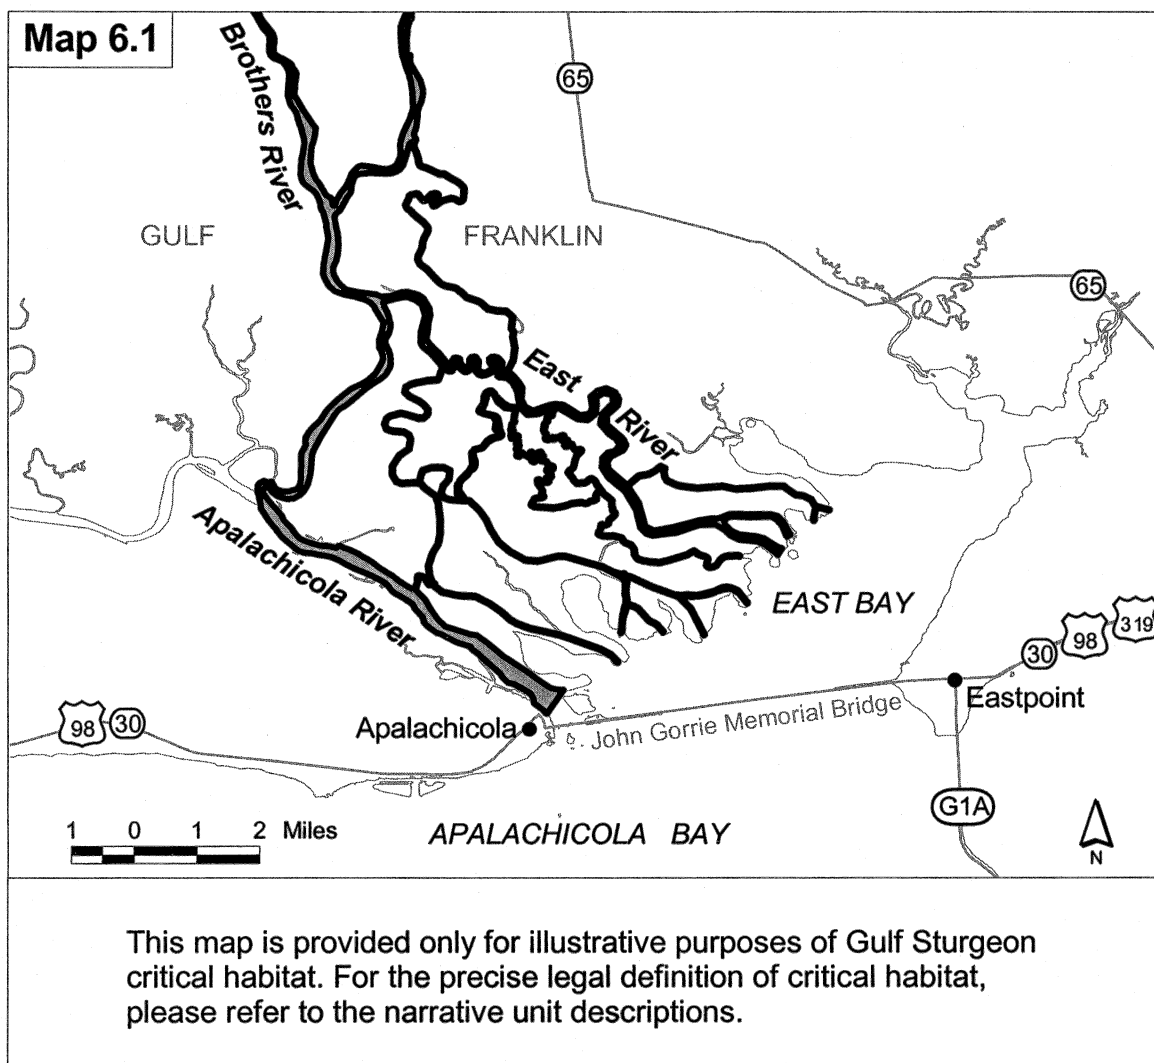 Map 6.1
Brothers River
65
GULF
FRANKLIN
65
East
River
Apalachicola River
EAST BAY
98
319
30
Eastpoint
John Gorrie Memorial Bridge
98
30
Apalachicola
G1A
1 0 1 2 Miles
APALACHICOLA BAY
N
This map is provided only for illustrative purposes of Gulf Sturgeon
critical habitat. For the precise legal definition of critical habitat,
please refer to the narrative unit descriptions.